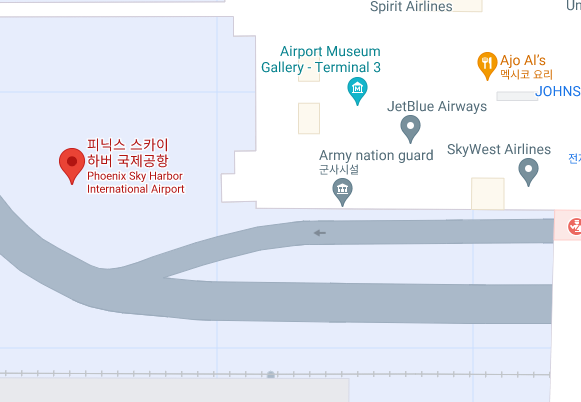 Spirit Airlines
Airport Museum
Gallery - Terminal 3
Ajo Al's
멕시코 요리
JOHNS
JetBlue Airways
피닉스 스카이
하버 국제공항
Phoenix Sky Harbor
International Airport
Army nation guard
군사시설
SkyWest Airlines